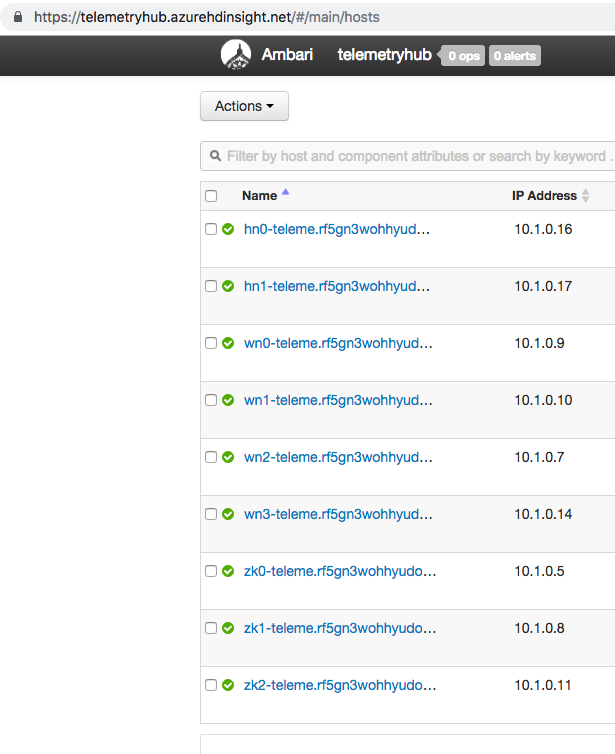 https://telemetryhub.azurehdinsight.net/#/main/hosts
Ambari telemetryhub 0 ops 0 alerts
Actions
Filter by host and component attributes or search by keyword .
Name IP Address
hn0-teleme.rf5gn3wohhyud… 10.1.0.16
hn1-teleme.rf5gn3wohhyud… 10.1.0.17
wn0-teleme.rf5gn3wohhyud… 10.1.0.9
wn1-teleme.rf5gn3wohhyud… 10.1.0.10
wn2-teleme.rf5gn3wohhyud… 10.1.0.7
wn3-teleme.rf5gn3wohhyud… 10.1.0.14
zk0-teleme.rf5gn3wohhyudo… 10.1.0.5
zk1-teleme.rf5gn3wohhyudo… 10.1.0.8
zk2-teleme.rf5gn3wohhyudo… 10.1.0.11